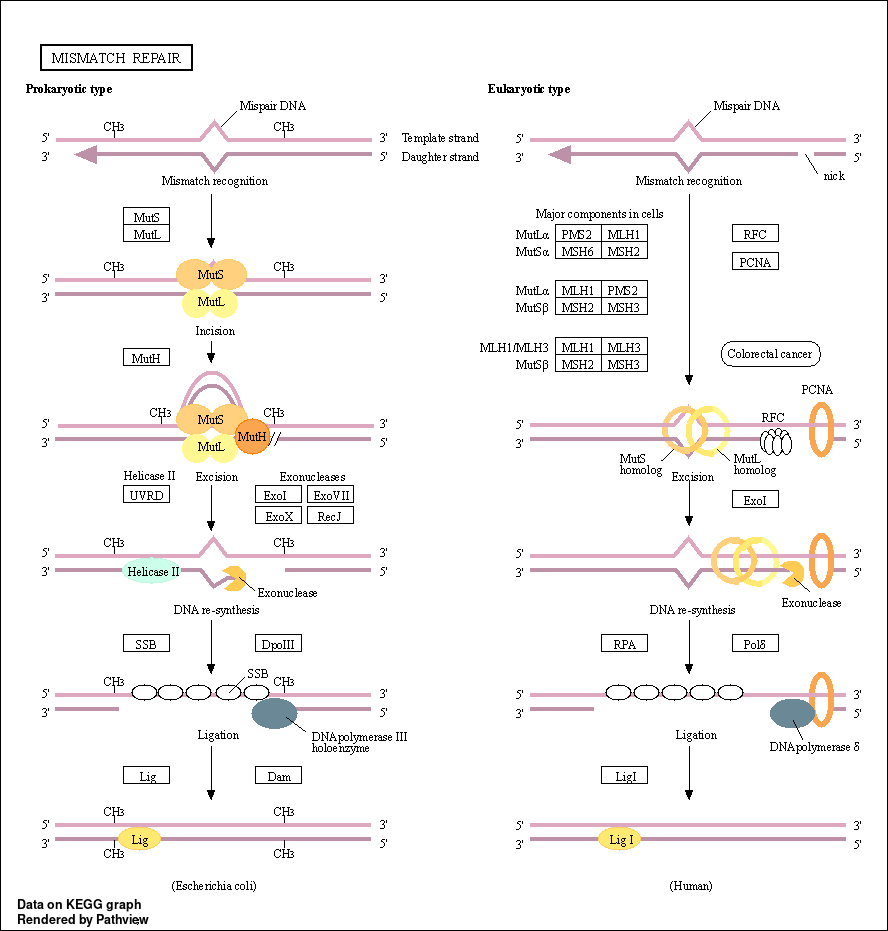 MISMATCH REPAIR
Prokaryotic type
Mispair DNA
CH3
CH3
5'
3'
Template strand
3'
5'
Daughter strand
Mismatch recognition
MutS
MutL
CH3
CH3
5'
MutS
3'
3'
MutL
5'
Incision
MutH
CH3
CH3
5'
MutS
3'
3'
MutL
MutH
5'
Helicase II
Excision
Exonucleases
UVRD
ExoI
ExoVII
ExoX
RecJ
CH3
CH3
5'
3'
3'
Helicase II
5'
Exonuclease
DNA re-synthesis
SSB
DpoIII
SSB
CH3
CH3
5'
3'
3'
5'
DNA polymerase III
holoenzyme
Ligation
Lig
Dam
CH3
CH3
5'
3'
3'
Lig
5'
CH3
CH3
(Escherichia coli)
Eukaryotic type
Mispair DNA
5'
3'
3'
5'
nick
Mismatch recognition
Major components in cells
MutLα PMS2 MLH1
MutSα MSH6 MSH2
RFC
PCNA
MutLα MLH1 PMS2
MutSβ MSH2 MSH3
MLH1/MLH3 MLH1 MLH3
MutSβ MSH2 MSH3
Colorectal cancer
PCNA
RFC
5'
3'
3'
5'
MutS
homolog
MutL
homolog
Excision
ExoI
5'
3'
3'
5'
Exonuclease
DNA re-synthesis
RPA
Polδ
5'
3'
3'
5'
DNA polymerase δ
Ligation
LigI
5'
3'
3'
Lig I
5'
(Human)
Data on KEGG graph
Rendered by Pathview